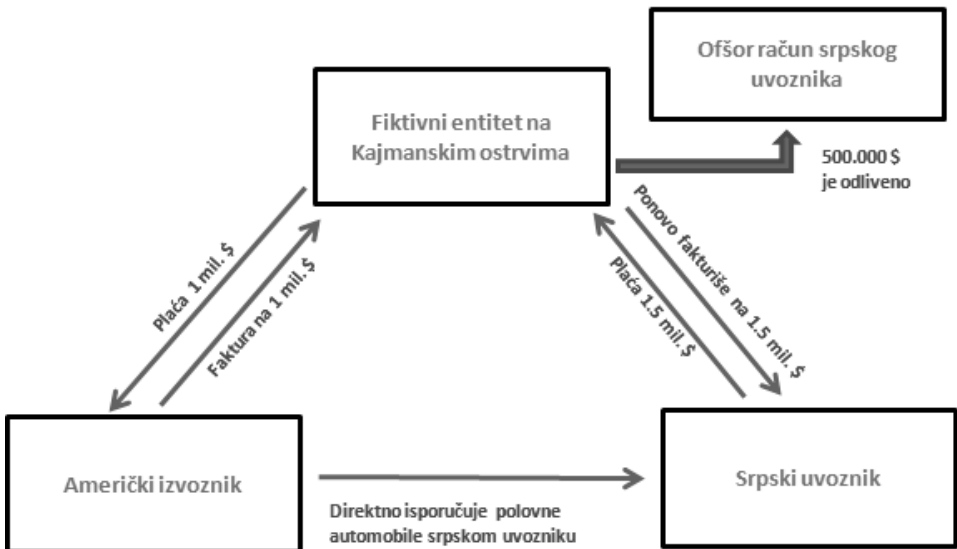 Ofšor račun srpskog
uvoznika
Fiktivni entitet na
Kajmanskim ostrvima
500.000 $
je odliveno
Plaća 1 mil. $
Faktura na 1 mil. $
Plaća 1.5 mil. $
Ponovo fakturiše na 1.5 mil. $
Amérički izvoznik
Direktno isporučuje polovne
automobile srpskom uvozniku
Srpski uvoznik